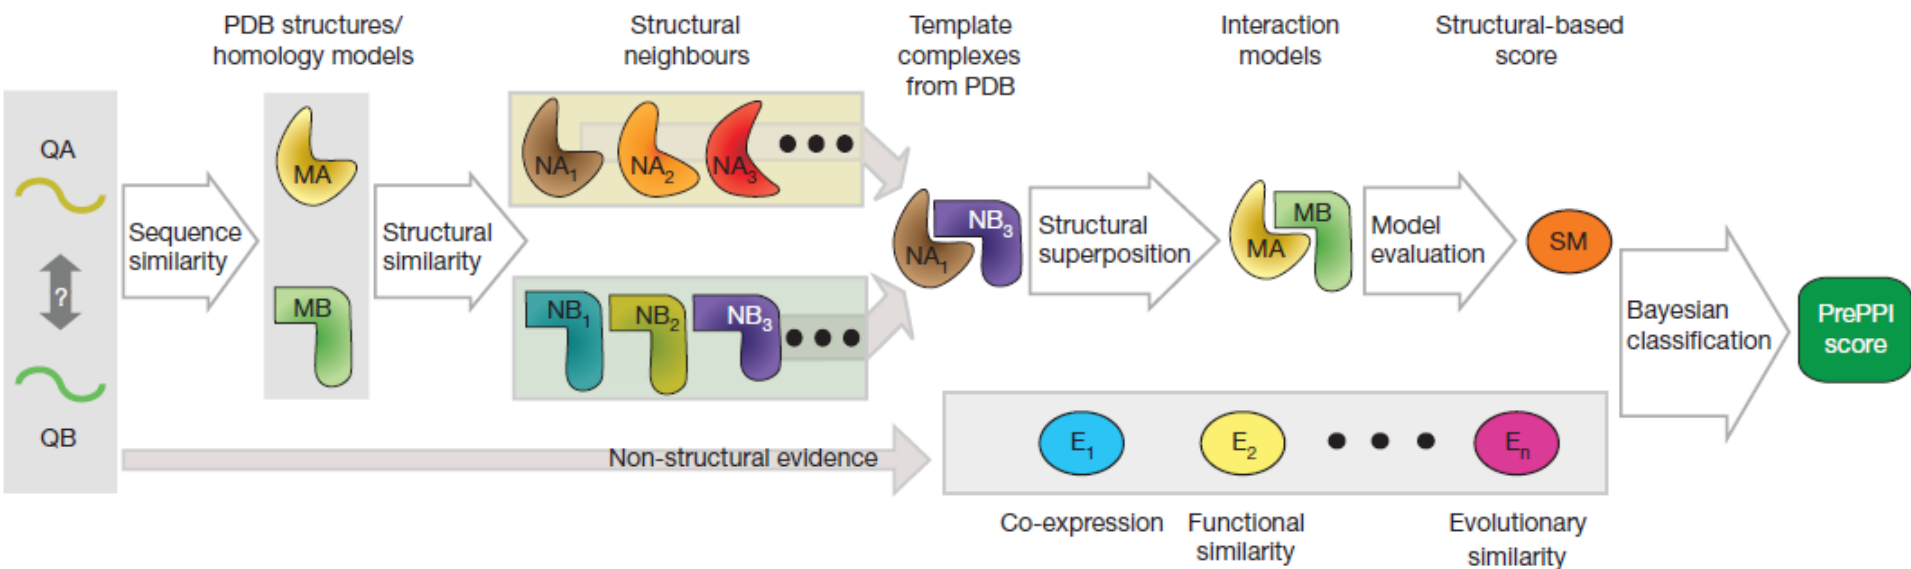 PDB structures/
homology models
Structural
neighbours
Template
complexes
from PDB
Interaction
models
Structural-based
score
QA
?
QB
Sequence
similarity
MA
MB
Structural
similarity
NA1
NA2
NA3
NB1
NB2
NB3
NA1
NB3
Structural
superposition
MA
MB
Model
evaluation
SM
Bayesian
classification
PrePPI
score
Non-structural evidence
E1
E2
En
Co-expression
Functional
similarity
Evolutionary
similarity